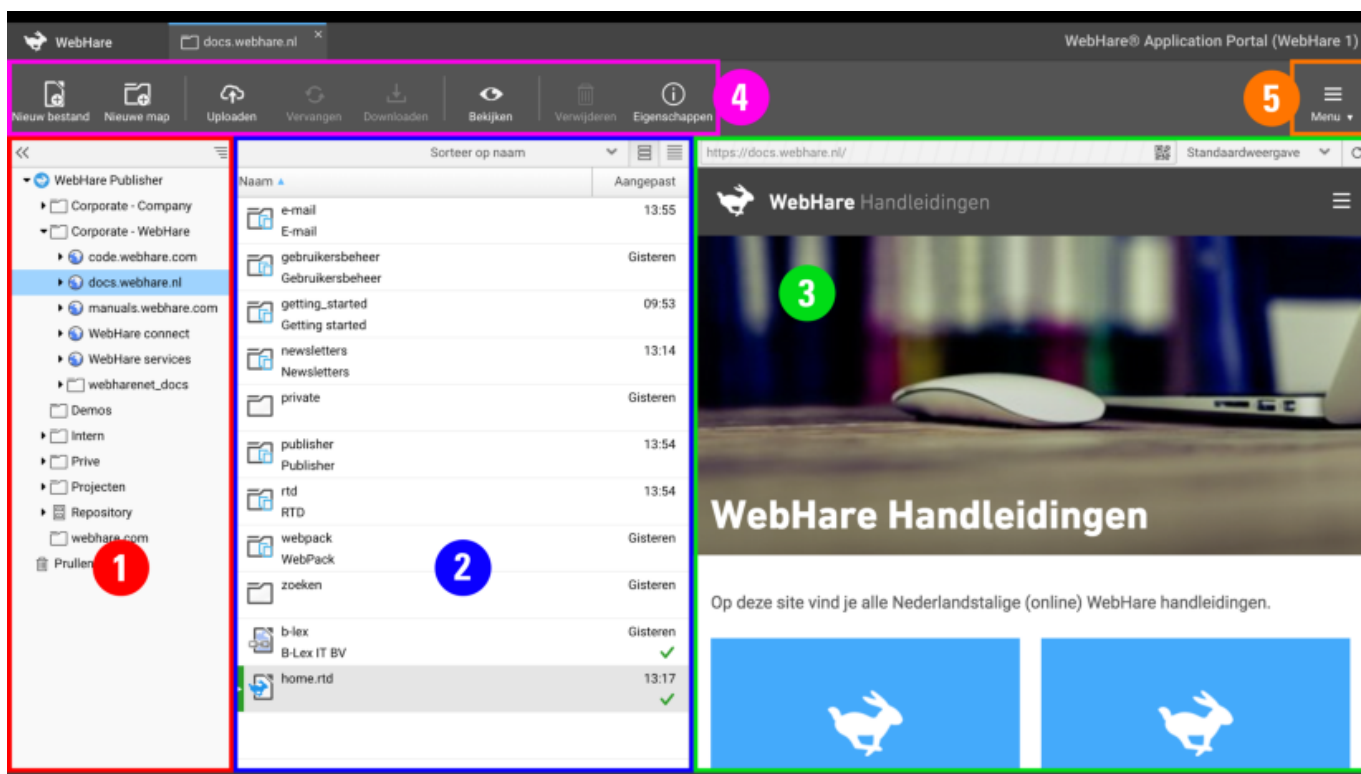 WebHare
docs.webhare.nl
WebHare® Application Portal (WebHare 1)
Nieuw bestand Nieuwe map Uploaden Vervangen Downloaden Bekijken Verwijderen Eigenschappen
4
5
Menu
Sorteer op naam
https://docs.webhare.nl/
Standaardweergave
WebHare Publisher
Corporate - Company
Corporate - WebHare
code.webhare.com
docs.webhare.nl
manuals.webhare.com
WebHare connect
WebHare services
webharenet_docs
Demos
Intern
Prive
Projecten
Repository
webhare.com
Prullen
1
Naam Aangepast
e-mail 13:55
E-mail
gebruikersbeheer Gisteren
Gebruikersbeheer
getting_started 09:53
Getting started
newsletters 13:14
Newsletters
private Gisteren
publisher 13:54
Publisher
rtd 13:54
RTD
webpack Gisteren
WebPack
2
zoeken Gisteren
b-lex Gisteren
B-Lex IT BV
home.rtd 13:17
WebHare Handleidingen
3
WebHare Handleidingen
Op deze site vind je alle Nederlandstalige (online) WebHare handleidingen.